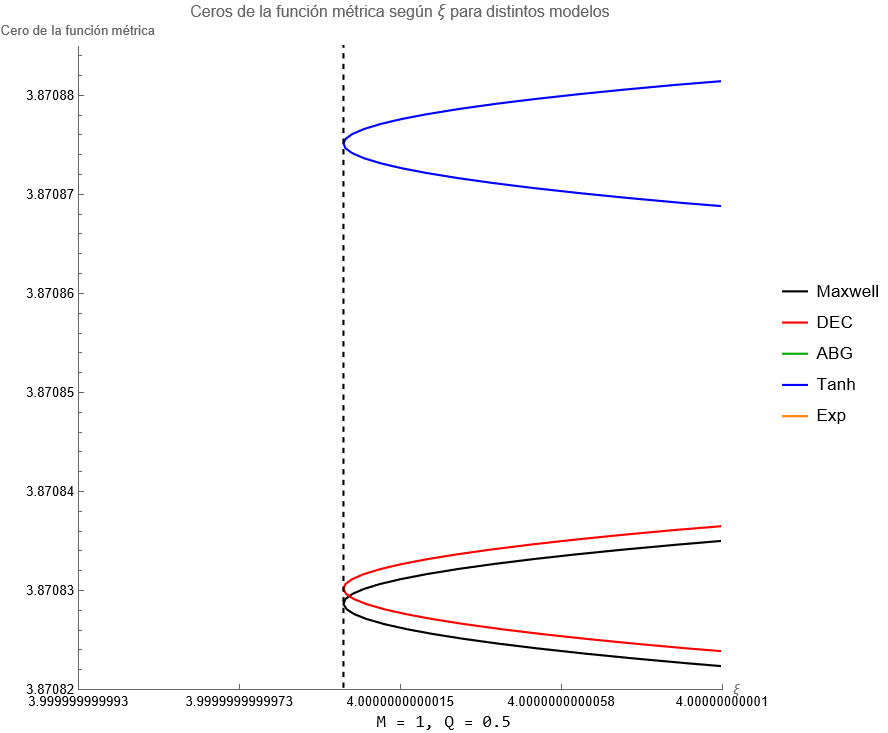 Ceros de la función métrica según ξ para distintos modelos
Cero de la función métrica
3.87088
3.87087
3.87086
3.87085
3.87084
3.87083
3.87082
3.999999999993
3.9999999999973
4.0000000000015
4.0000000000058
4.00000000001
ξ
M = 1, Q = 0.5
Maxwell
DEC
ABG
Tanh
Exp